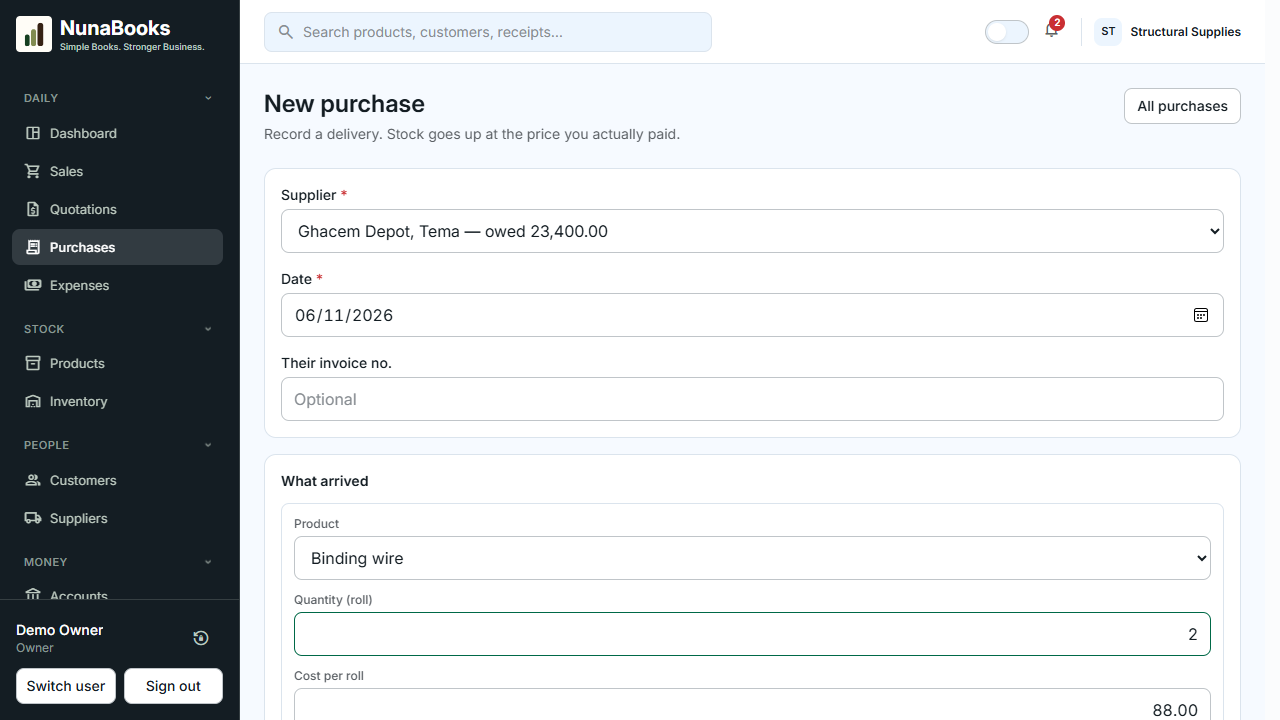 NunaBooks
Simple Books. Stronger Business.
Search products, customers, receipts...
2
ST
Structural Supplies
DAILY
Dashboard
Sales
Quotations
Purchases
Expenses
STOCK
Products
Inventory
PEOPLE
Customers
Suppliers
MONEY
Accounts
Demo Owner
Owner
Switch user
Sign out
New purchase
All purchases
Record a delivery. Stock goes up at the price you actually paid.
Supplier *
Ghacem Depot, Tema — owed 23,400.00
Date *
06/11/2026
Their invoice no.
Optional
What arrived
Product
Binding wire
Quantity (roll)
2
Cost per roll
88.00